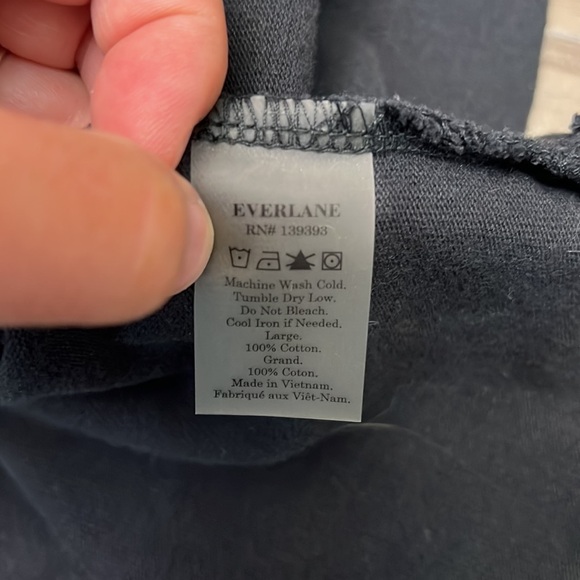 EVERLANE
RN# 139393
Machine Wash Cold.
Tumble Dry Low.
Do Not Bleach.
Cool Iron if Needed.
Large.
100% Cotton.
Grand.
100% Coton.
Made in Vietnam.
Fabriqué aux Viêt-Nam.